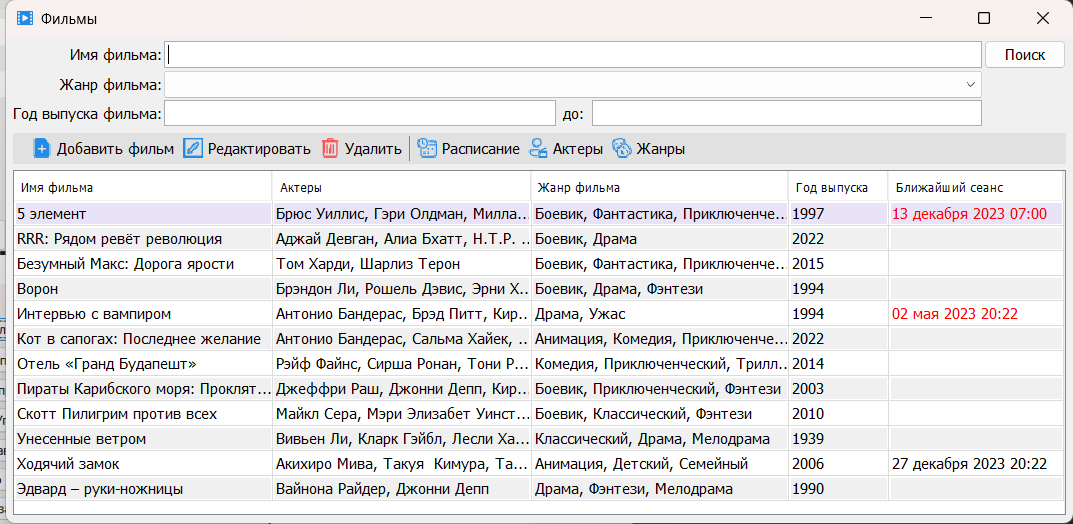 Фильмы
Имя фильма: Поиск
Жанр фильма:
Год выпуска фильма: до:
Добавить фильм Редактировать Удалить Расписание Актеры Жанры
Имя фильма Актеры Жанр фильма Год выпуска Ближайший сеанс
5 элемент Брюс Уиллис, Гэри Олдман, Милла... Боевик, Фантастика, Приключенче... 1997 13 декабря 2023 07:00
RRR: Рядом ревёт революция Аджай Девган, Алиа Бхатт, Н.Т.Р. ... Боевик, Драма 2022
Безумный Макс: Дорога ярости Том Харди, Шарлиз Терон Боевик, Фантастика, Приключенче... 2015
Ворон Брэндон Ли, Рошель Дэвис, Эрни Х... Боевик, Драма, Фэнтези 1994
Интервью с вампиром Антонио Бандерас, Брэд Питт, Кир... Драма, Ужас 1994 02 мая 2023 20:22
Кот в сапогах: Последнее желание Антонио Бандерас, Сальма Хайек, ... Анимация, Комедия, Приключенче... 2022
Отель «Гранд Будапешт» Рэйф Файнс, Сирша Ронан, Тони Р... Комедия, Приключенческий, Трилл... 2014
Пираты Карибского моря: Проклят... Джеффри Раш, Джонни Депп, Кир... Боевик, Приключенческий, Фэнтези 2003
Скотт Пилигрим против всех Майкл Сера, Мэри Элизабет Уинст... Боевик, Классический, Фэнтези 2010
Унесенные ветром Вивьен Ли, Кларк Гэйбл, Лесли Ха... Классический, Драма, Мелодрама 1939
Ходячий замок Акихиро Мива, Такуя  Кимура, Та... Анимация, Детский, Семейный 2006 27 декабря 2023 20:22
Эдвард – руки-ножницы Вайнона Райдер, Джонни Депп Драма, Фэнтези, Мелодрама 1990